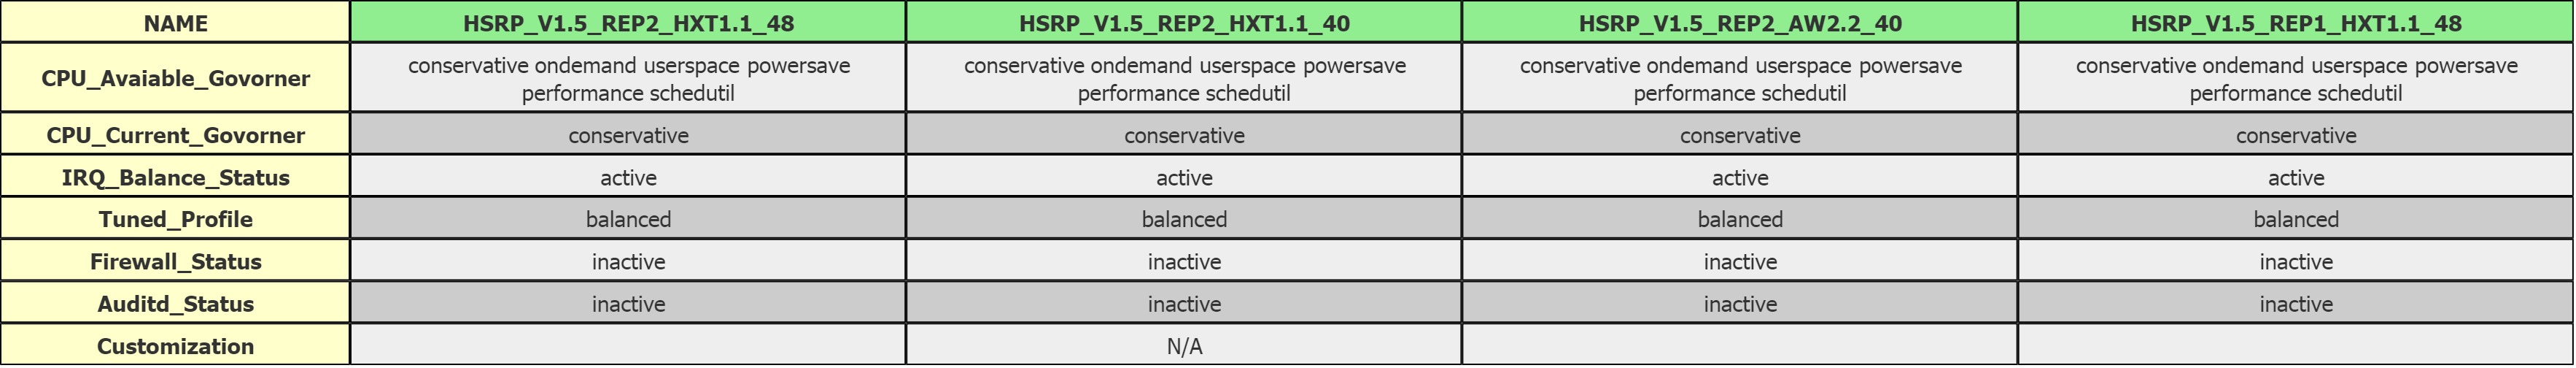 NAME HSRP_V1.5_REP2_HXT1.1_48 HSRP_V1.5_REP2_HXT1.1_40 HSRP_V1.5_REP2_AW2.2_40 HSRP_V1.5_REP1_HXT1.1_48
CPU_Avaiable_Govorner conservative ondemand userspace powersave conservative ondemand userspace powersave conservative ondemand userspace powersave conservative ondemand userspace powersave
performance schedutil performance schedutil performance schedutil performance schedutil
CPU_Current_Govorner conservative conservative conservative conservative
IRQ_Balance_Status active active active active
Tuned_Profile balanced balanced balanced balanced
Firewall_Status inactive inactive inactive inactive
Auditd_Status inactive inactive inactive inactive
Customization N/A